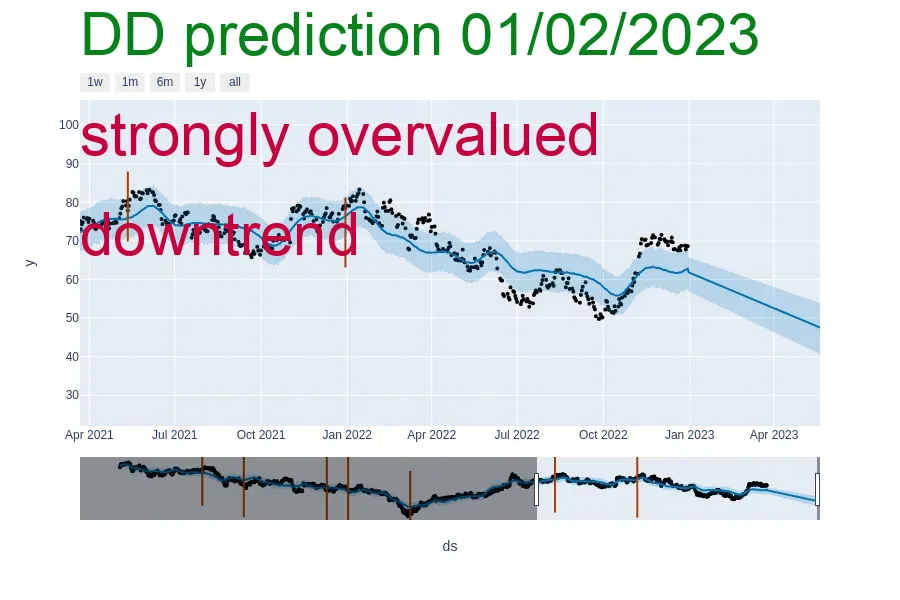 DD prediction 01/02/2023
1w 1m 6m 1y all
strongly overvalued
downtrend
100
90
80
70
60
50
40
30
y
Apr 2021 Jul 2021 Oct 2021 Jan 2022 Apr 2022 Jul 2022 Oct 2022 Jan 2023 Apr 2023
ds